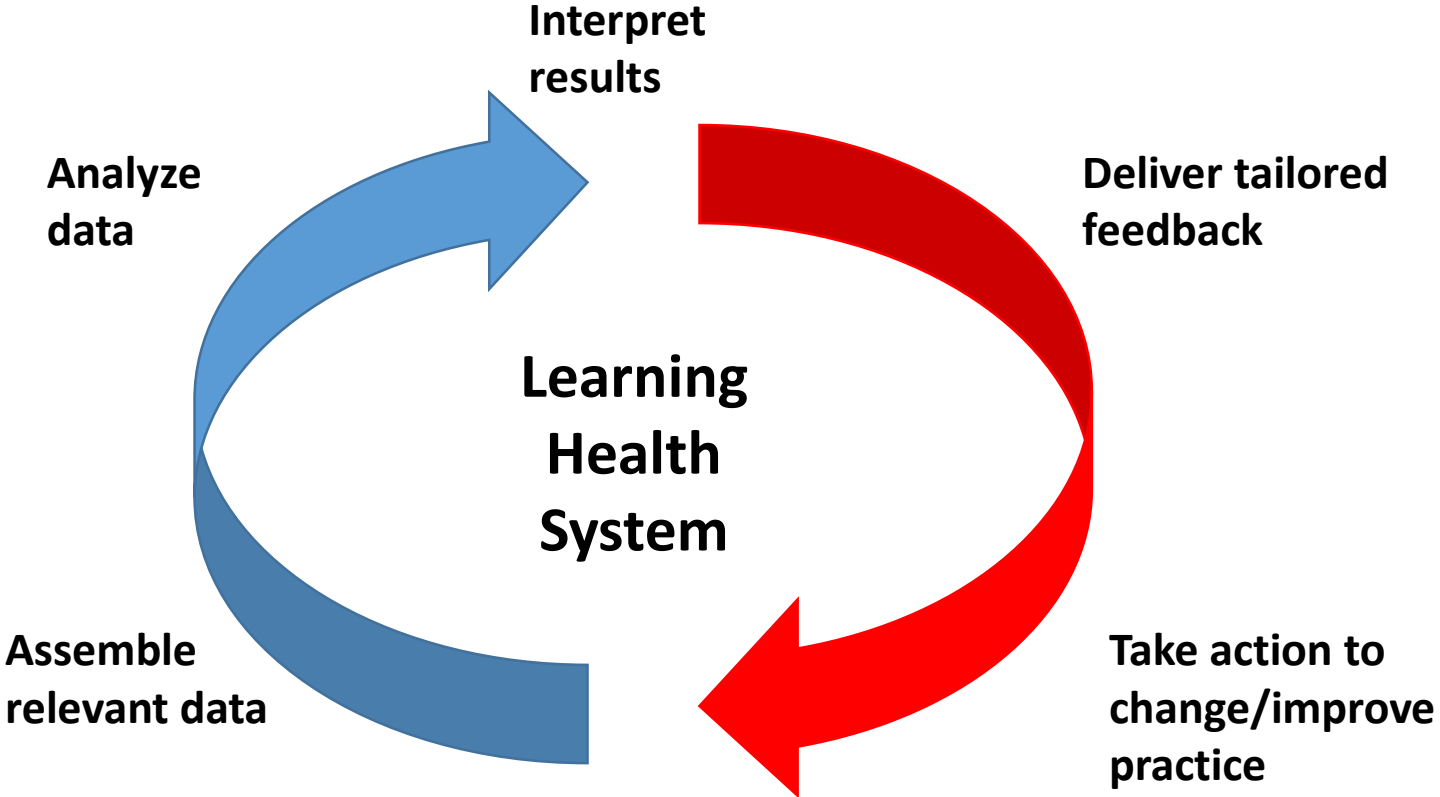 Interpret
results
Analyze
data
Deliver tailored
feedback
Learning
Health
System
Assemble
relevant data
Take action to
change/improve
practice